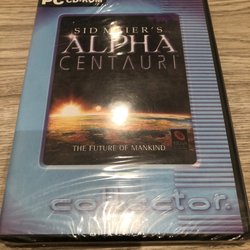 PC CD-ROM
SID MEIER'S
ALPHA
CENTAURI
THE FUTURE OF MANKIND
collector